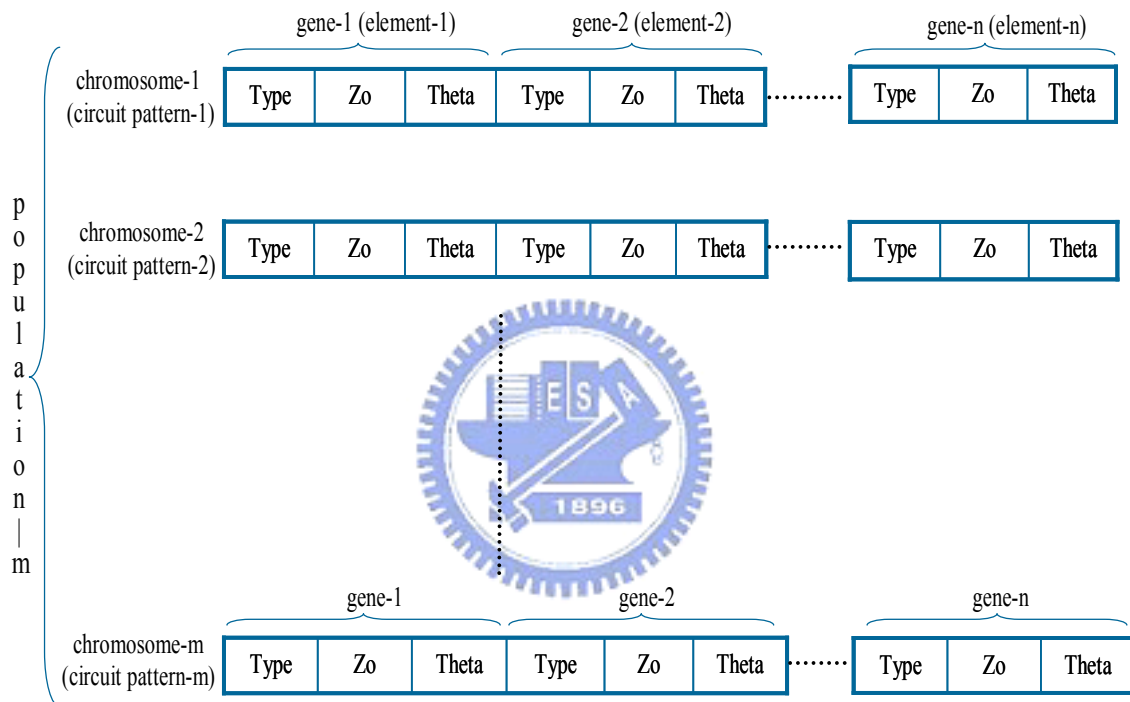 gene-1 (element-1) gene-2 (element-2) gene-n (element-n)
chromosome-1
(circuit pattern-1)
Type Zo Theta Type Zo Theta Type Zo Theta
chromosome-2
(circuit pattern-2)
Type Zo Theta Type Zo Theta Type Zo Theta
population—m
E S A
1896
gene-1 gene-2 gene-n
chromosome-m
(circuit pattern-m)
Type Zo Theta Type Zo Theta Type Zo Theta